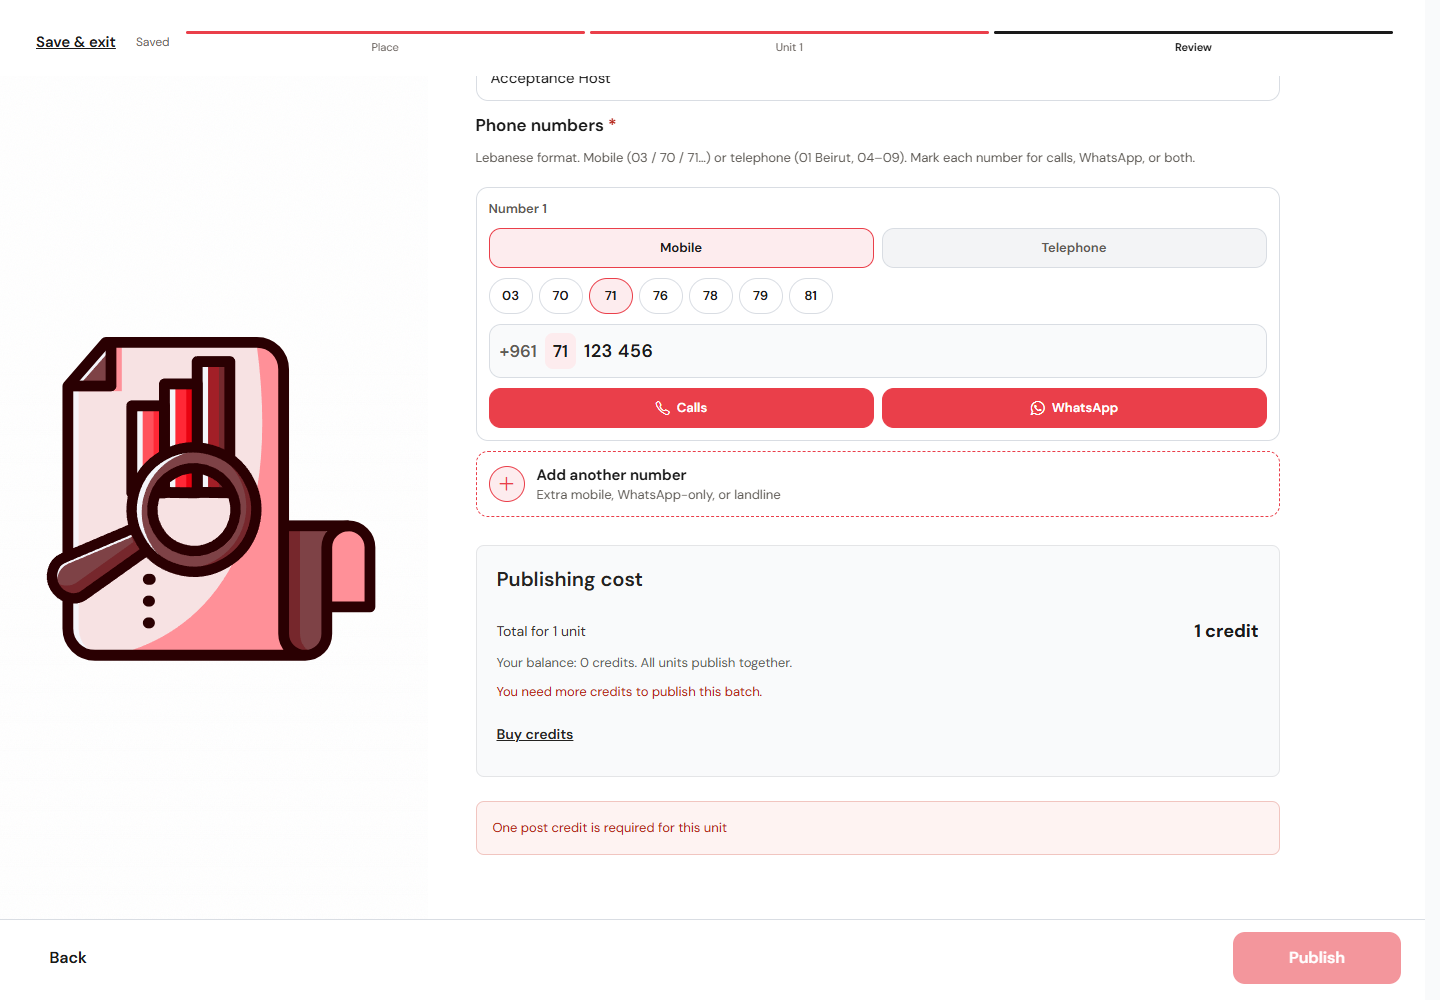 Save & exit
Saved
Place
Unit 1
Review
Acceptance Host
Phone numbers *
Lebanese format. Mobile (03 / 70 / 71…) or telephone (01 Beirut, 04–09). Mark each number for calls, WhatsApp, or both.
Number 1
Mobile
Telephone
03
70
71
76
78
79
81
+961 71 123 456
Calls
WhatsApp
Add another number
Extra mobile, WhatsApp-only, or landline
Publishing cost
Total for 1 unit
1 credit
Your balance: 0 credits. All units publish together.
You need more credits to publish this batch.
Buy credits
One post credit is required for this unit
Back
Publish